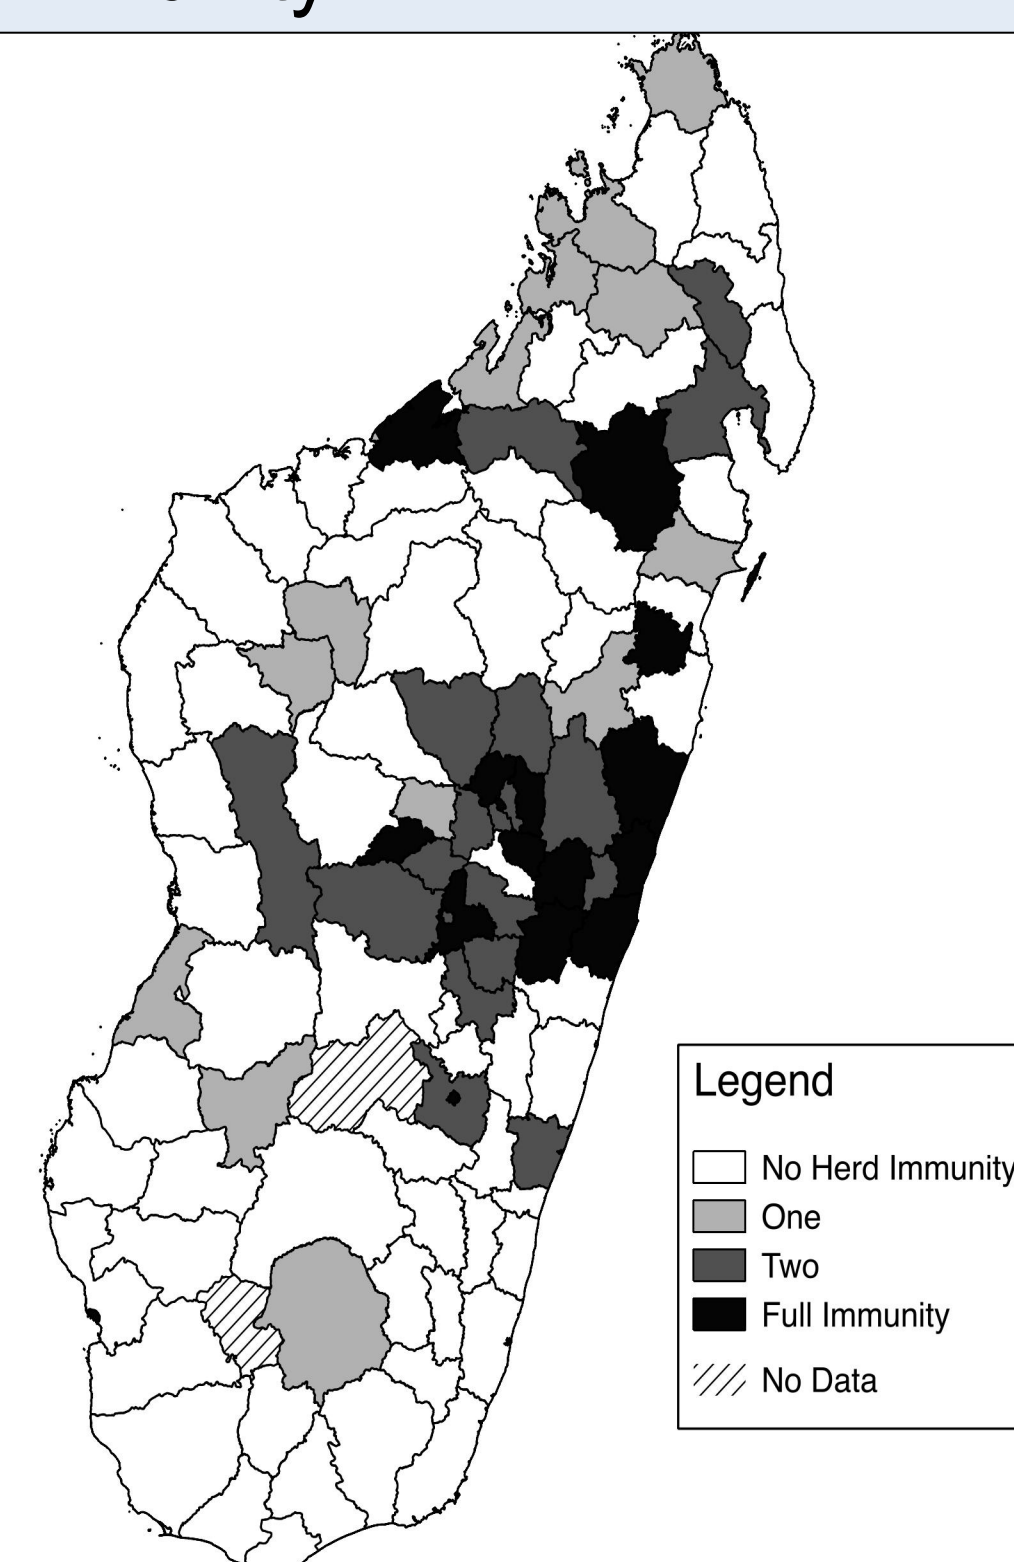 Legend
No Herd Immunity
One
Two
Full Immunity
No Data